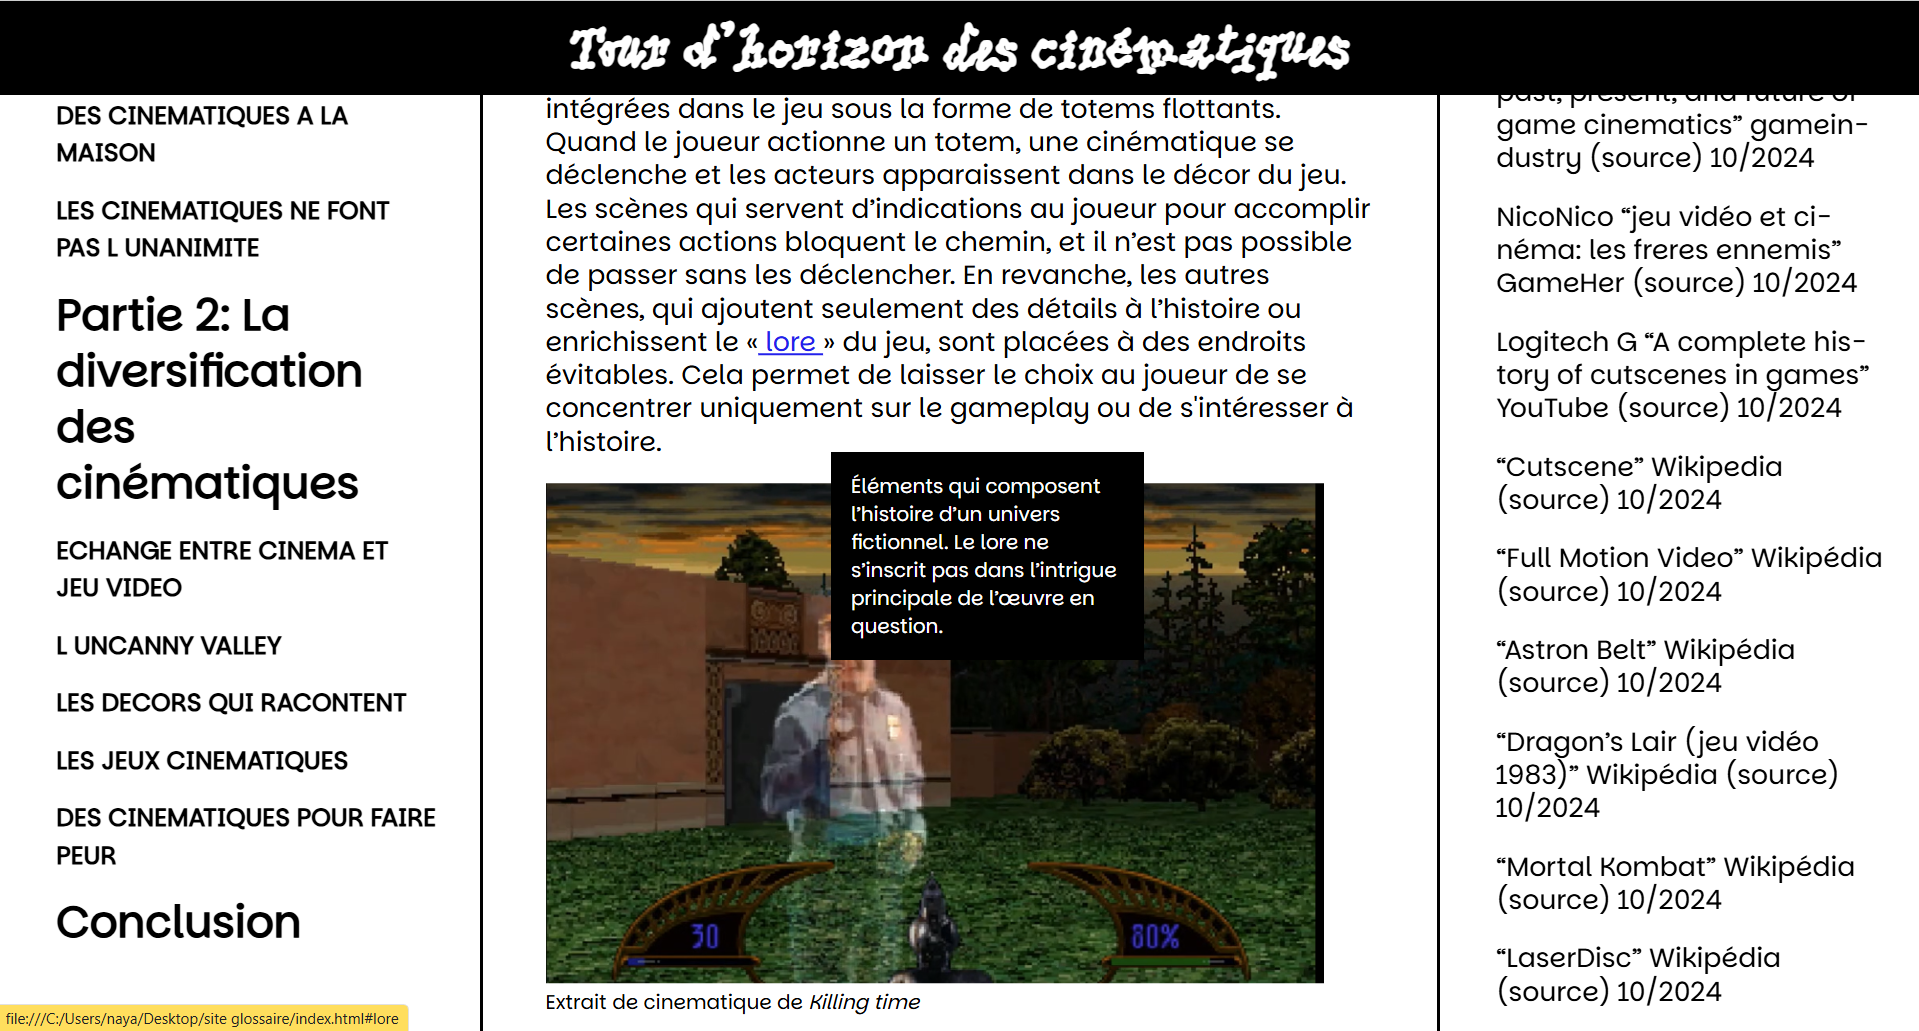 Tour d’horizon des cinématiques
DES CINEMATIQUES A LA
MAISON
LES CINEMATIQUES NE FONT
PAS L UNANIMITE
Partie 2: La
diversification
des
cinématiques
ECHANGE ENTRE CINEMA ET
JEU VIDEO
L UNCANNY VALLEY
LES DECORS QUI RACONTENT
LES JEUX CINEMATIQUES
DES CINEMATIQUES POUR FAIRE
PEUR
Conclusion
intégrées dans le jeu sous la forme de totems flottants.
Quand le joueur actionne un totem, une cinématique se
déclenche et les acteurs apparaissent dans le décor du jeu.
Les scènes qui servent d’indications au joueur pour accomplir
certaines actions bloquent le chemin, et il n’est pas possible
de passer sans les déclencher. En revanche, les autres
scènes, qui ajoutent seulement des détails à l’histoire ou
enrichissent le « lore » du jeu, sont placées à des endroits
évitables. Cela permet de laisser le choix au joueur de se
concentrer uniquement sur le gameplay ou de s'intéresser à
l’histoire.
Éléments qui composent
l’histoire d’un univers
fictionnel. Le lore ne
s’inscrit pas dans l’intrigue
principale de l’œuvre en
question.
30
80%
Extrait de cinematique de Killing time
past, present, and future of
game cinematics” gamein-
dustry (source) 10/2024
NicoNico “jeu vidéo et ci-
néma: les freres ennemis”
GameHer (source) 10/2024
Logitech G “A complete his-
tory of cutscenes in games”
YouTube (source) 10/2024
“Cutscene” Wikipedia
(source) 10/2024
“Full Motion Video” Wikipédia
(source) 10/2024
“Astron Belt” Wikipédia
(source) 10/2024
“Dragon’s Lair (jeu vidéo
1983)” Wikipédia (source)
10/2024
“Mortal Kombat” Wikipédia
(source) 10/2024
“LaserDisc” Wikipédia
(source) 10/2024
file:///C:/Users/naya/Desktop/site glossaire/index.html#lore